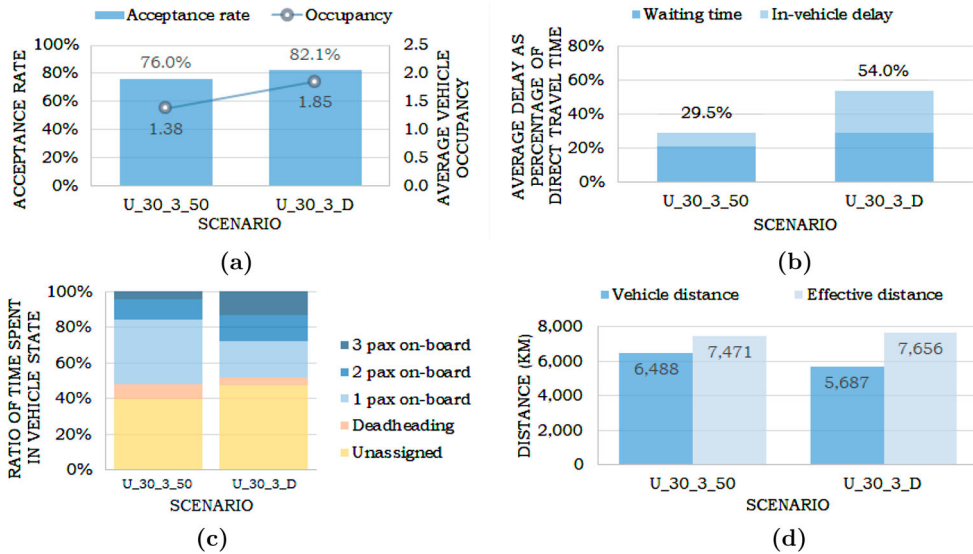 Acceptance rate Occupancy
ACCEPTANCE RATE
100%
80%
60%
40%
20%
0%
76.0% 82.1%
1.38 1.85
2.5
2.0
1.5
1.0
0.5
0.0
AVERAGE VEHICLE
OCCUPANCY
U_30_3_50 U_30_3_D
SCENARIO
(a)
Waiting time In-vehicle delay
AVERAGE DELAY AS
PERCENTAGE OF
DIRECT TRAVEL TIME
80%
60%
40%
20%
0%
29.5% 54.0%
U_30_3_50 U_30_3_D
SCENARIO
(b)
RATIO OF TIME SPENT
IN VEHICLE STATE
100%
80%
60%
40%
20%
0%
3 pax on-board
2 pax on-board
1 pax on-board
Deadheading
Unassigned
U_30_3_50 U_30_3_D
SCENARIO
(c)
Vehicle distance Effective distance
DISTANCE (KM)
8,000
6,000
4,000
2,000
0
6,488 7,471 5,687 7,656
U_30_3_50 U_30_3_D
SCENARIO
(d)